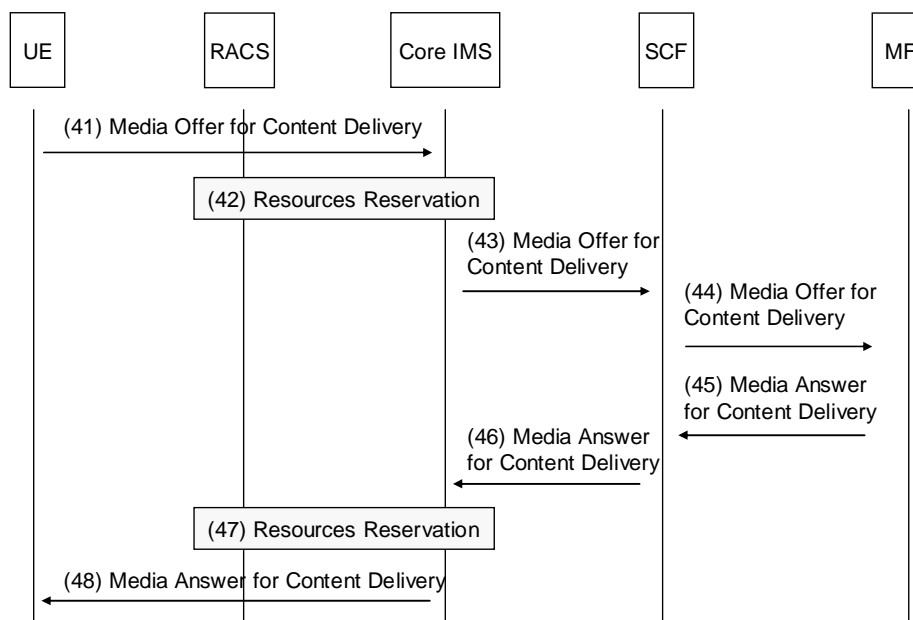 UE
RACS
Core IMS
SCF
MF
(41) Media Offer for Content Delivery
(42) Resources Reservation
(43) Media Offer for
Content Delivery
(44) Media Offer for
Content Delivery
(45) Media Answer
for Content Delivery
(46) Media Answer
for Content Delivery
(47) Resources Reservation
(48) Media Answer for Content Delivery